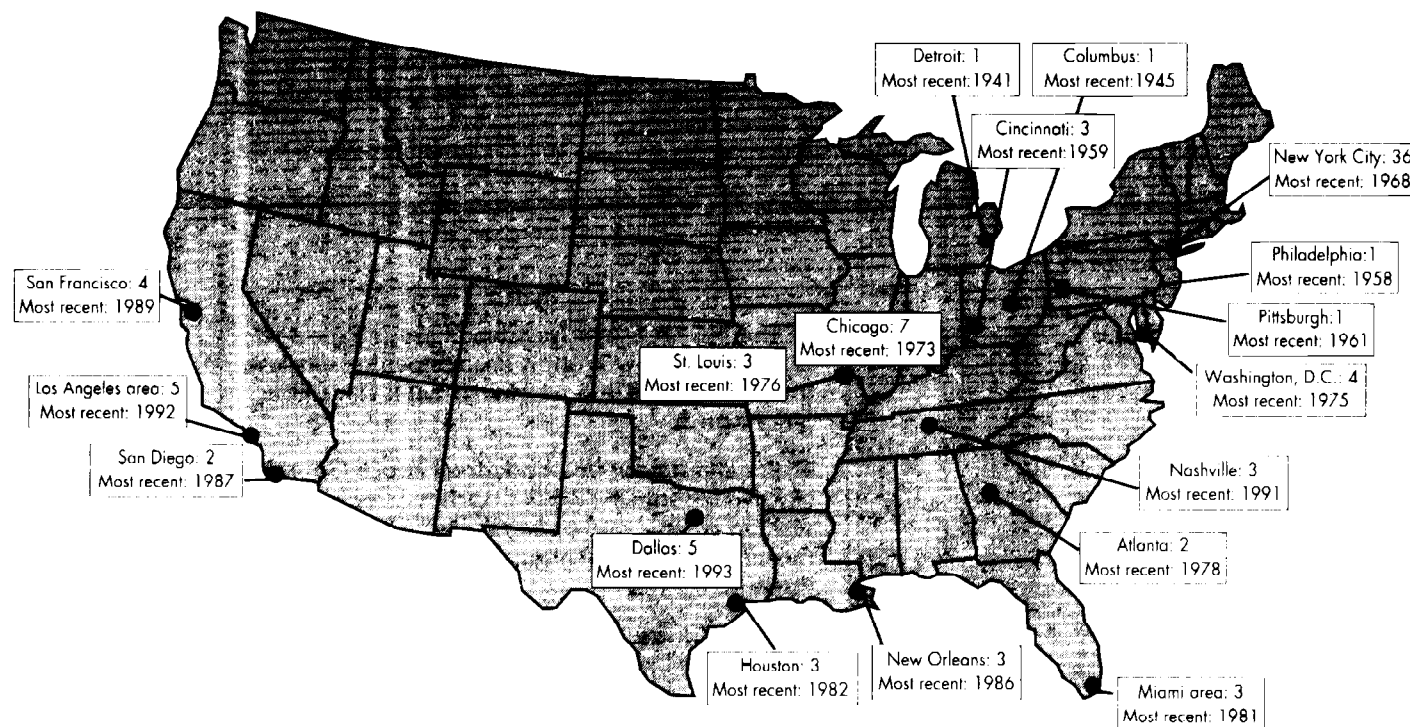 Detroit: 1
Most recent: 1941
Columbus: 1
Most recent: 1945
Cincinnati: 3
Most recent: 1959
New York City: 36
Most recent: 1968
Philadelphia:1
Most recent: 1958
San Francisco: 4
Most recent: 1989
Pittsburgh:1
Most recent: 1961
Chicago: 7
Most recent: 1973
St. Louis: 3
Most recent: 1976
Washington, D.C.: 4
Most recent: 1975
Los Angeles area: 5
Most recent: 1992
San Diego: 2
Most recent: 1987
Nashville: 3
Most recent: 1991
Dallas: 5
Most recent: 1993
Atlanta: 2
Most recent: 1978
Houston: 3
Most recent: 1982
New Orleans: 3
Most recent: 1986
Miami area: 3
Most recent: 1981